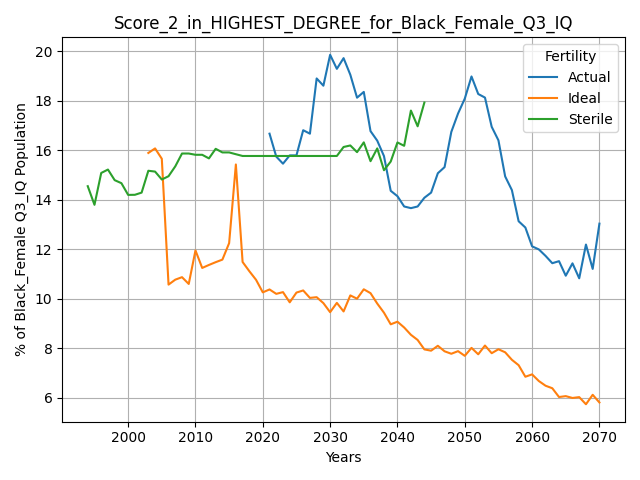 Score_2_in_HIGHEST_DEGREE_for_Black_Female_Q3_IQ
% of Black_Female Q3_IQ Population
20
18
16
14
12
10
8
6
Fertility
Actual
Ideal
Sterile
2000 2010 2020 2030 2040 2050 2060 2070
Years